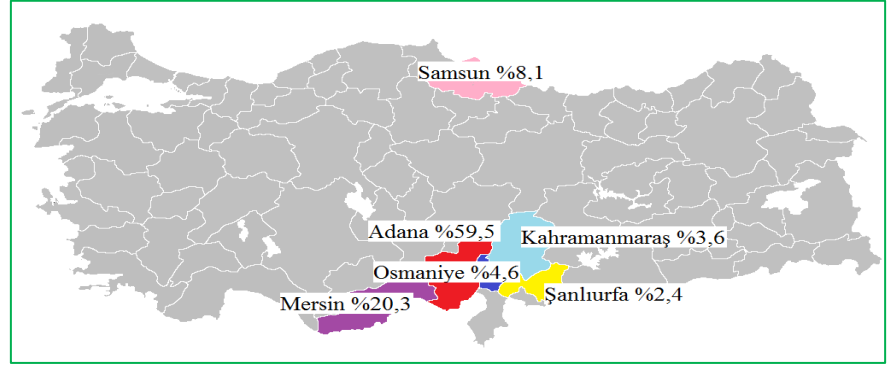 Samsun %8,1
Adana %59,5
Kahramanmaraş %3,6
Osmaniye %4,6
Mersin %20,3
Şanlıurfa %2,4